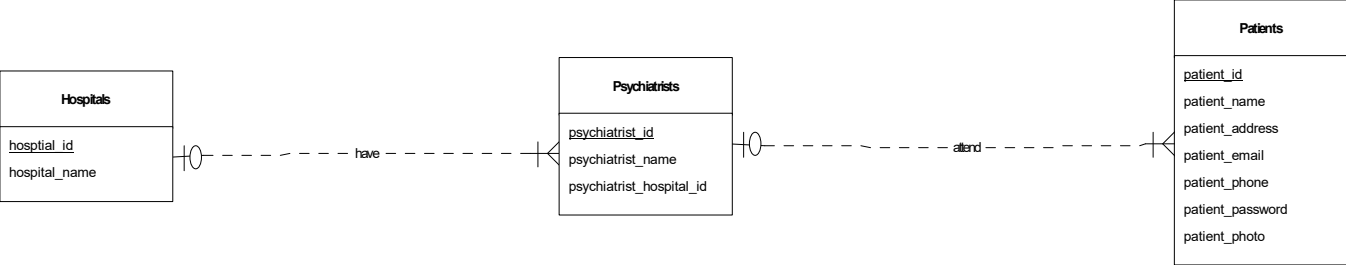 Hospitals
hosptial_id
hospital_name
have
Psychiatrists
psychiatrist_id
psychiatrist_name
psychiatrist_hospital_id
attend
Patients
patient_id
patient_name
patient_address
patient_email
patient_phone
patient_password
patient_photo